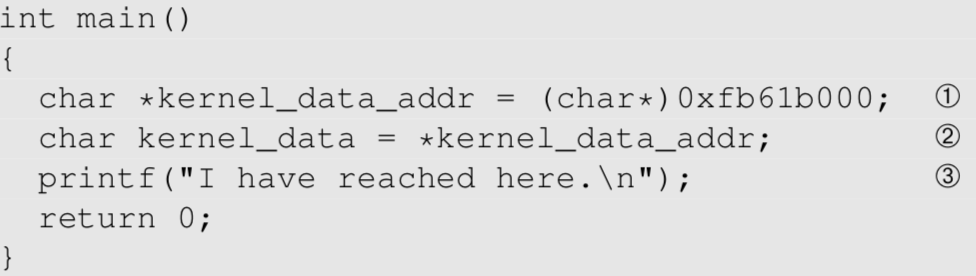 int main()
{
  char *kernel_data_addr = (char*)0xfb61b000;   ①
  char kernel_data = *kernel_data_addr;         ②
  printf("I have reached here.\n");             ③
  return 0;
}